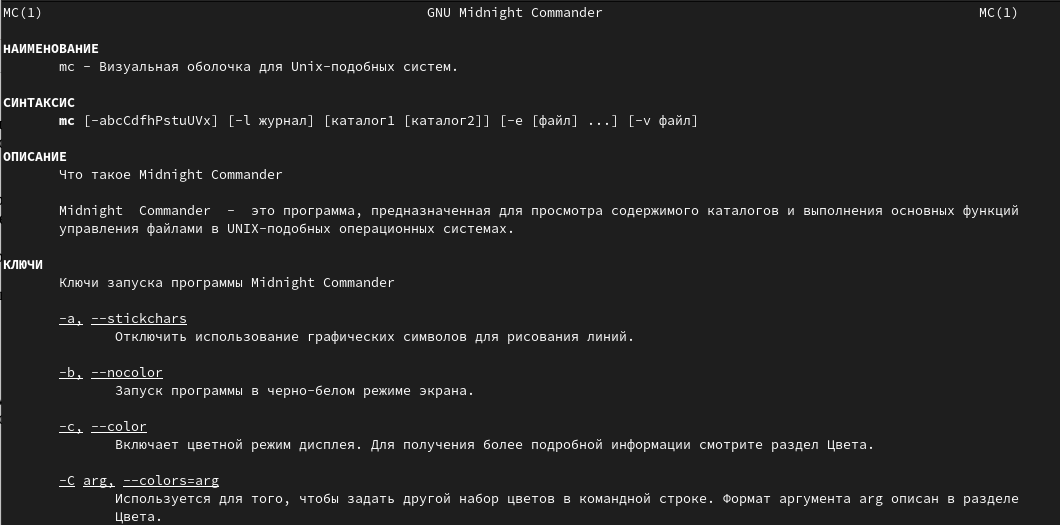 MC(1) GNU Midnight Commander MC(1)
НАИМЕНОВАНИЕ
mc - Визуальная оболочка для Unix-подобных систем.
СИНТАКСИС
mc [-abcCdfhPstuUVx] [-l журнал] [каталог1 [каталог2]] [-e [файл] ...] [-v файл]
ОПИСАНИЕ
Что такое Midnight Commander
Midnight Commander - это программа, предназначенная для просмотра содержимого каталогов и выполнения основных функций
управления файлами в UNIX-подобных операционных системах.
КЛЮЧИ
Ключи запуска программы Midnight Commander
-a, --stickchars
Отключить использование графических символов для рисования линий.
-b, --nocolor
Запуск программы в черно-белом режиме экрана.
-c, --color
Включает цветной режим дисплея. Для получения более подробной информации смотрите раздел Цвета.
-C arg, --colors=arg
Используется для того, чтобы задать другой набор цветов в командной строке. Формат аргумента arg описан в разделе
Цвета.